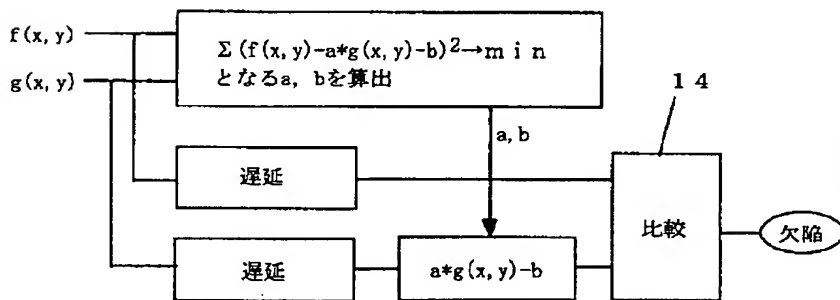 f(x, y)
g(x, y)
Σ(f(x, y)-a*g(x, y)-b)²→min
となるa, bを算出
14
a, b
遅延
比較
欠陥
遅延
a*g(x, y)-b